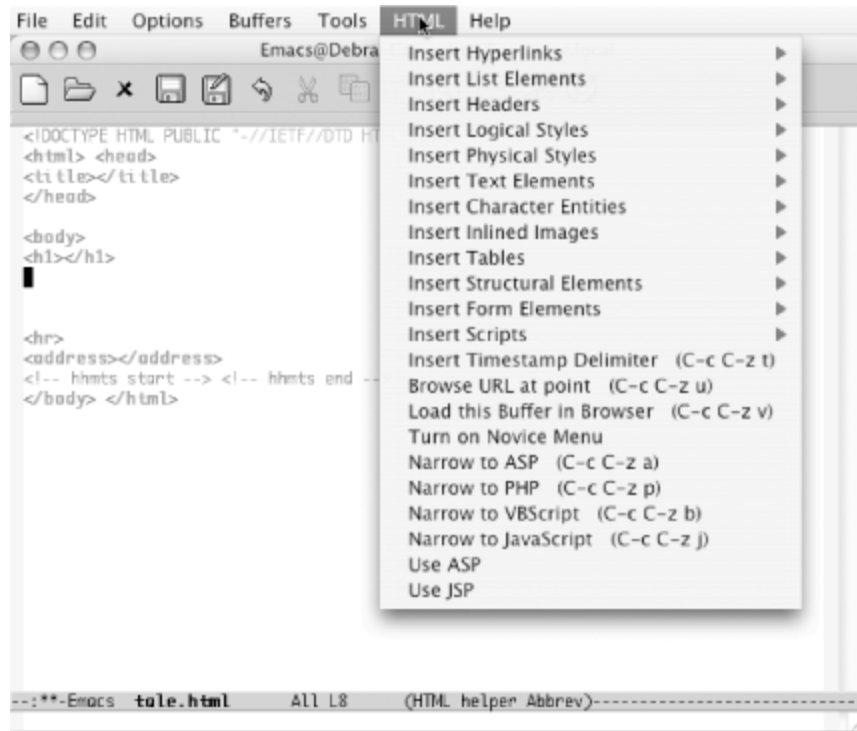 File Edit Options Buffers Tools HTML Help
Emacs@Debra
Insert Hyperlinks
Insert List Elements
Insert Headers
Insert Logical Styles
Insert Physical Styles
Insert Text Elements
Insert Character Entities
Insert Inlined Images
Insert Tables
Insert Structural Elements
Insert Form Elements
Insert Scripts
Insert Timestamp Delimiter (C-c C-z t)
Browse URL at point (C-c C-z u)
Load this Buffer in Browser (C-c C-z v)
Turn on Novice Menu
Narrow to ASP (C-c C-z a)
Narrow to PHP (C-c C-z p)
Narrow to VBScript (C-c C-z b)
Narrow to JavaScript (C-c C-z j)
Use ASP
Use JSP
<!DOCTYPE HTML PUBLIC "-//IETF//DTD HT
<html> <head>
<title></title>
</head>
<body>
<h1></h1>
<hr>
<address></address>
<!-- hhmts start --> <!-- hhmts end --
</body> </html>
--:**-Emacs tale.html All L8 (HTML helper Abbrev)--------------------------